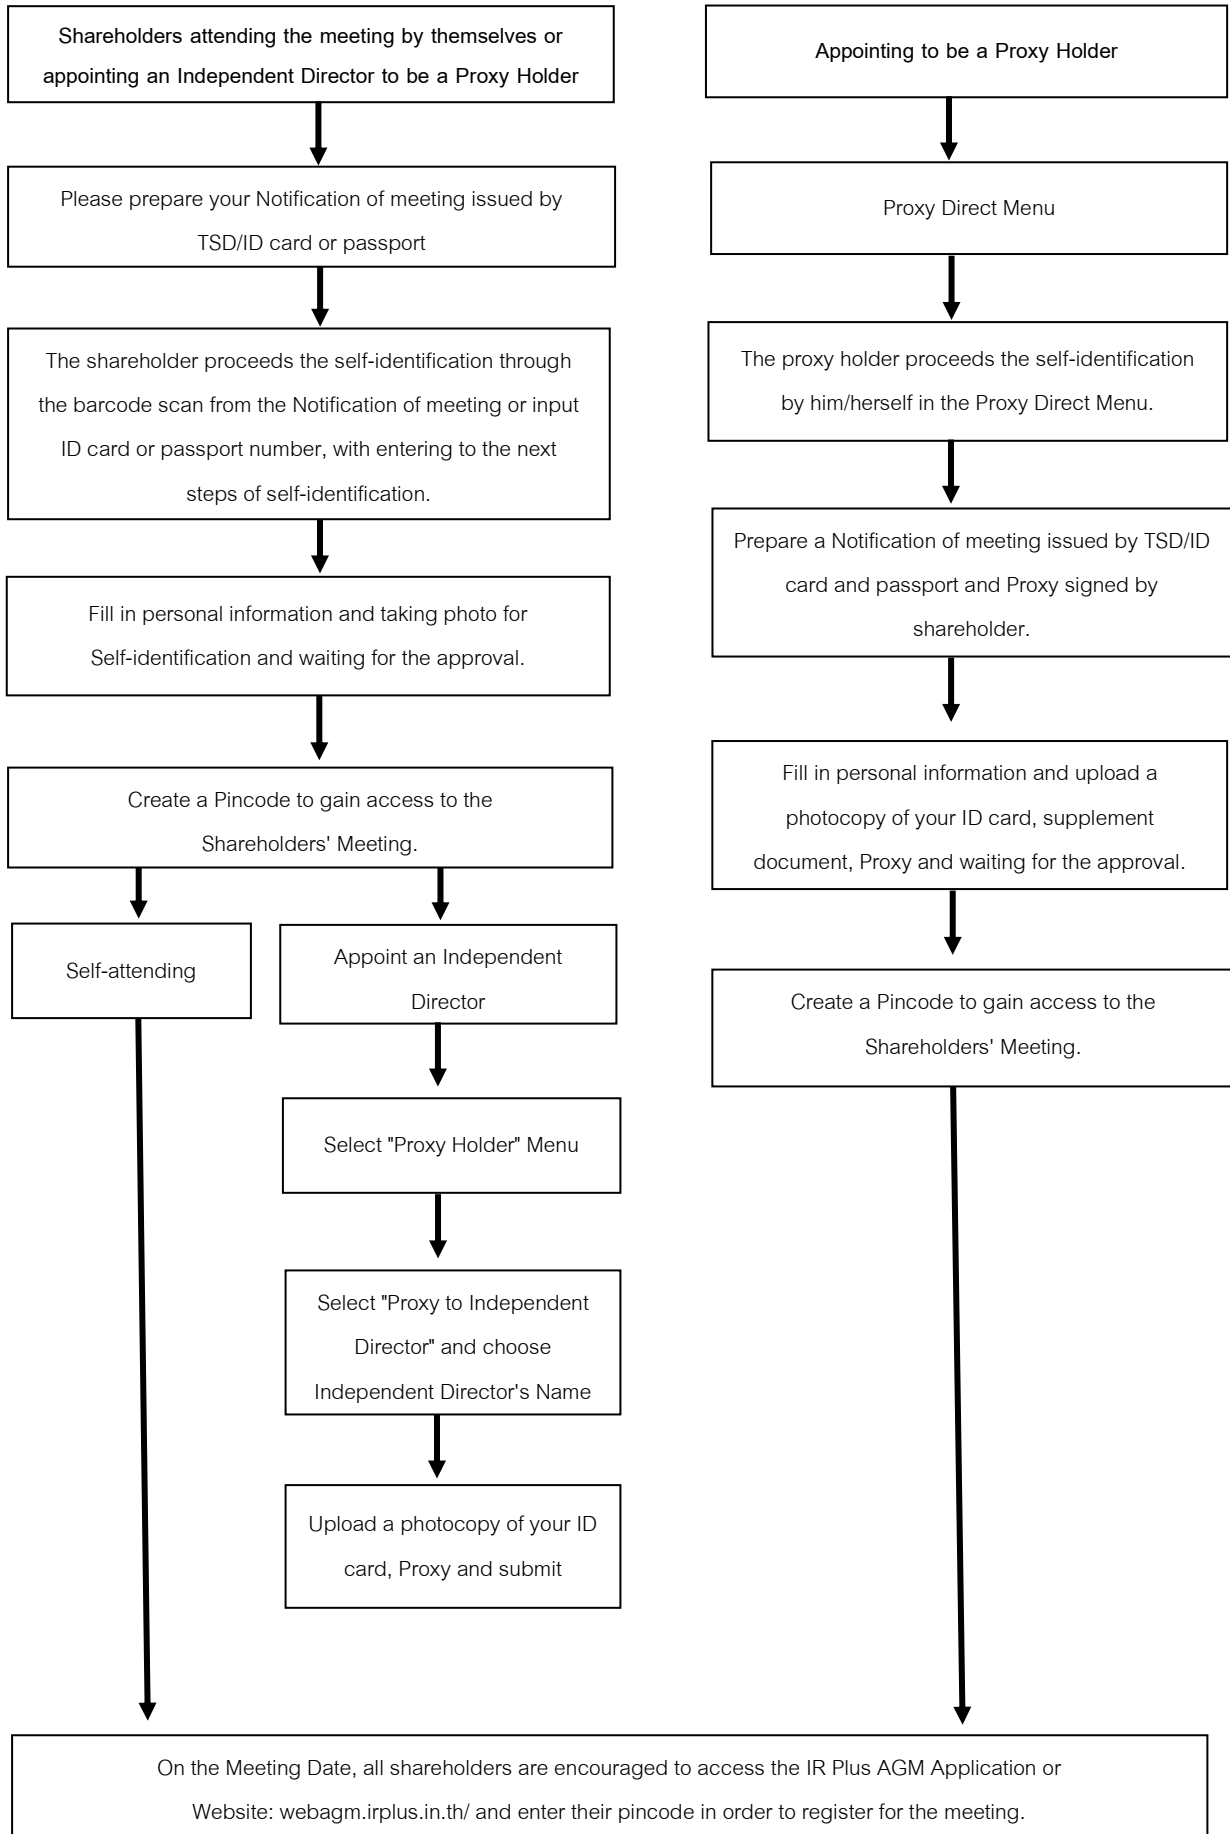 Shareholders attending the meeting by themselves or
appointing an Independent Director to be a Proxy Holder
Please prepare your Notification of meeting issued by
TSD/ID card or passport
The shareholder proceeds the self-identification through
the barcode scan from the Notification of meeting or input
ID card or passport number, with entering to the next
steps of self-identification.
Fill in personal information and taking photo for
Self-identification and waiting for the approval.
Create a Pincode to gain access to the
Shareholders' Meeting.
Self-attending
Appoint an Independent
Director
Select "Proxy Holder" Menu
Select "Proxy to Independent
Director" and choose
Independent Director's Name
Upload a photocopy of your ID
card, Proxy and submit
Appointing to be a Proxy Holder
Proxy Direct Menu
The proxy holder proceeds the self-identification
by him/herself in the Proxy Direct Menu.
Prepare a Notification of meeting issued by TSD/ID
card and passport and Proxy signed by
shareholder.
Fill in personal information and upload a
photocopy of your ID card, supplement
document, Proxy and waiting for the approval.
Create a Pincode to gain access to the
Shareholders' Meeting.
On the Meeting Date, all shareholders are encouraged to access the IR Plus AGM Application or
Website: webagm.irplus.in.th/ and enter their pincode in order to register for the meeting.